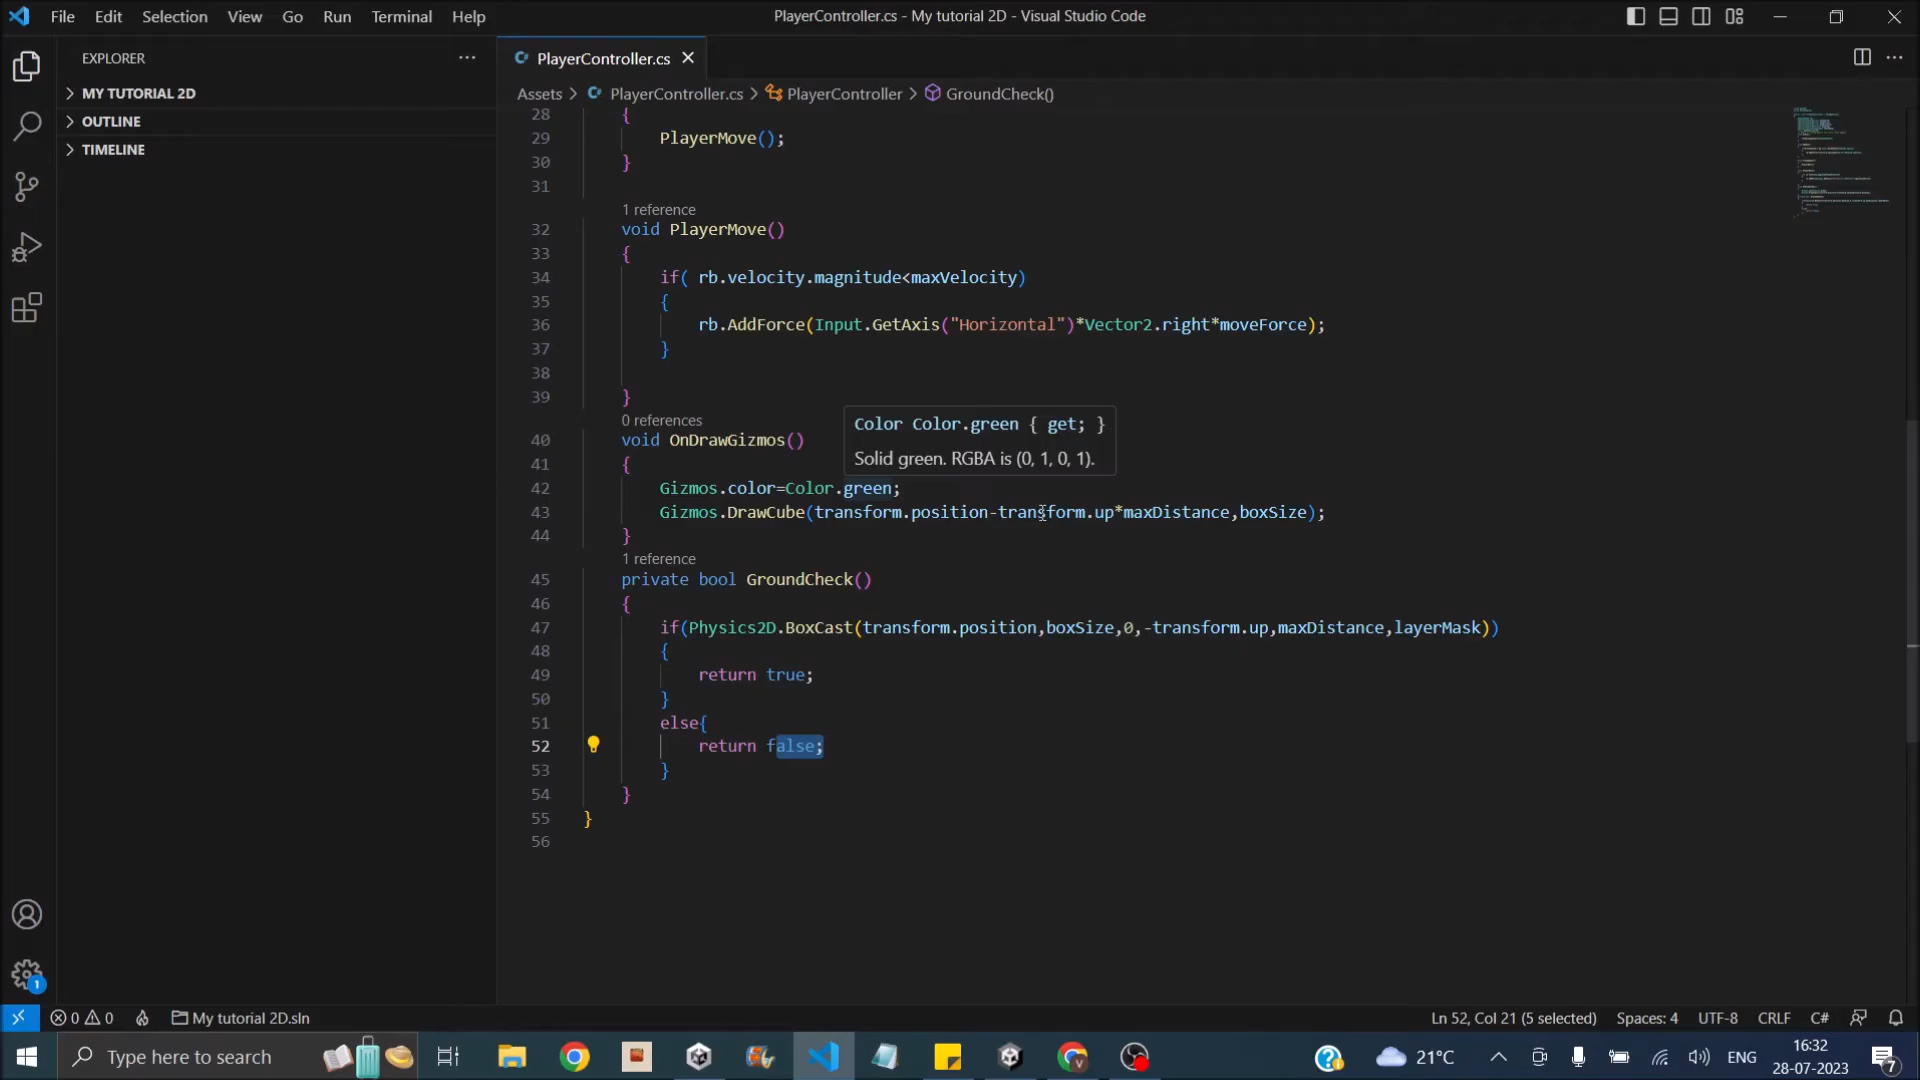 File Edit Selection View Go Run Terminal Help
PlayerController.cs - My tutorial 2D - Visual Studio Code
EXPLORER
MY TUTORIAL 2D
OUTLINE
TIMELINE
PlayerController.cs
Assets > PlayerController.cs > PlayerController > GroundCheck()
28 {
29 PlayerMove();
30 }
31
1 reference
32 void PlayerMove()
33 {
34 if( rb.velocity.magnitude<maxVelocity)
35 {
36 rb.AddForce(Input.GetAxis("Horizontal")*Vector2.right*moveForce);
37 }
38
39 }
0 references
Color Color.green { get; }
Solid green. RGBA is (0, 1, 0, 1).
40 void OnDrawGizmos()
41 {
42 Gizmos.color=Color.green;
43 Gizmos.DrawCube(transform.position-transform.up*maxDistance,boxSize);
44 }
1 reference
45 private bool GroundCheck()
46 {
47 if(Physics2D.BoxCast(transform.position,boxSize,0,-transform.up,maxDistance,layerMask))
48 {
49 return true;
50 }
51 else{
52 return false;
53 }
54 }
55 }
56
1
0 0 My tutorial 2D.sln
Ln 52, Col 21 (5 selected) Spaces: 4 UTF-8 CRLF C#
Type here to search
21°C
ENG
16:32
28-07-2023
7